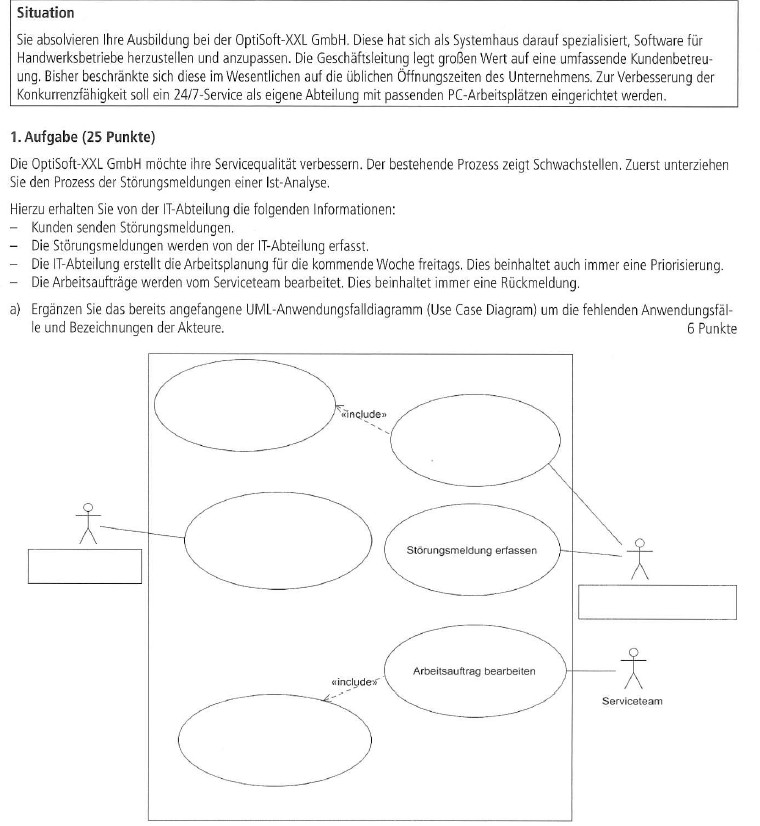 Situation
Sie absolvieren Ihre Ausbildung bei der OptiSoft-XXL GmbH. Diese hat sich als Systemhaus darauf spezialisiert, Software für
Handwerksbetriebe herzustellen und anzupassen. Die Geschäftsleitung legt großen Wert auf eine umfassende Kundenbetreu-
ung. Bisher beschränkte sich diese im Wesentlichen auf die üblichen Öffnungszeiten des Unternehmens. Zur Verbesserung der
Konkurrenzfähigkeit soll ein 24/7-Service als eigene Abteilung mit passenden PC-Arbeitsplätzen eingerichtet werden.
1. Aufgabe (25 Punkte)
Die OptiSoft-XXL GmbH möchte ihre Servicequalität verbessern. Der bestehende Prozess zeigt Schwachstellen. Zuerst unterziehen
Sie den Prozess der Störungsmeldungen einer Ist-Analyse.
Hierzu erhalten Sie von der IT-Abteilung die folgenden Informationen:
– Kunden senden Störungsmeldungen.
– Die Störungsmeldungen werden von der IT-Abteilung erfasst.
– Die IT-Abteilung erstellt die Arbeitsplanung für die kommende Woche freitags. Dies beinhaltet auch immer eine Priorisierung.
– Die Arbeitsaufträge werden vom Serviceteam bearbeitet. Dies beinhaltet immer eine Rückmeldung.
a) Ergänzen Sie das bereits angefangene UML-Anwendungsfalldiagramm (Use Case Diagram) um die fehlenden Anwendungsfäl-
le und Bezeichnungen der Akteure. 6 Punkte
«include»
Störungsmeldung erfassen
Arbeitsauftrag bearbeiten
«include»
Serviceteam